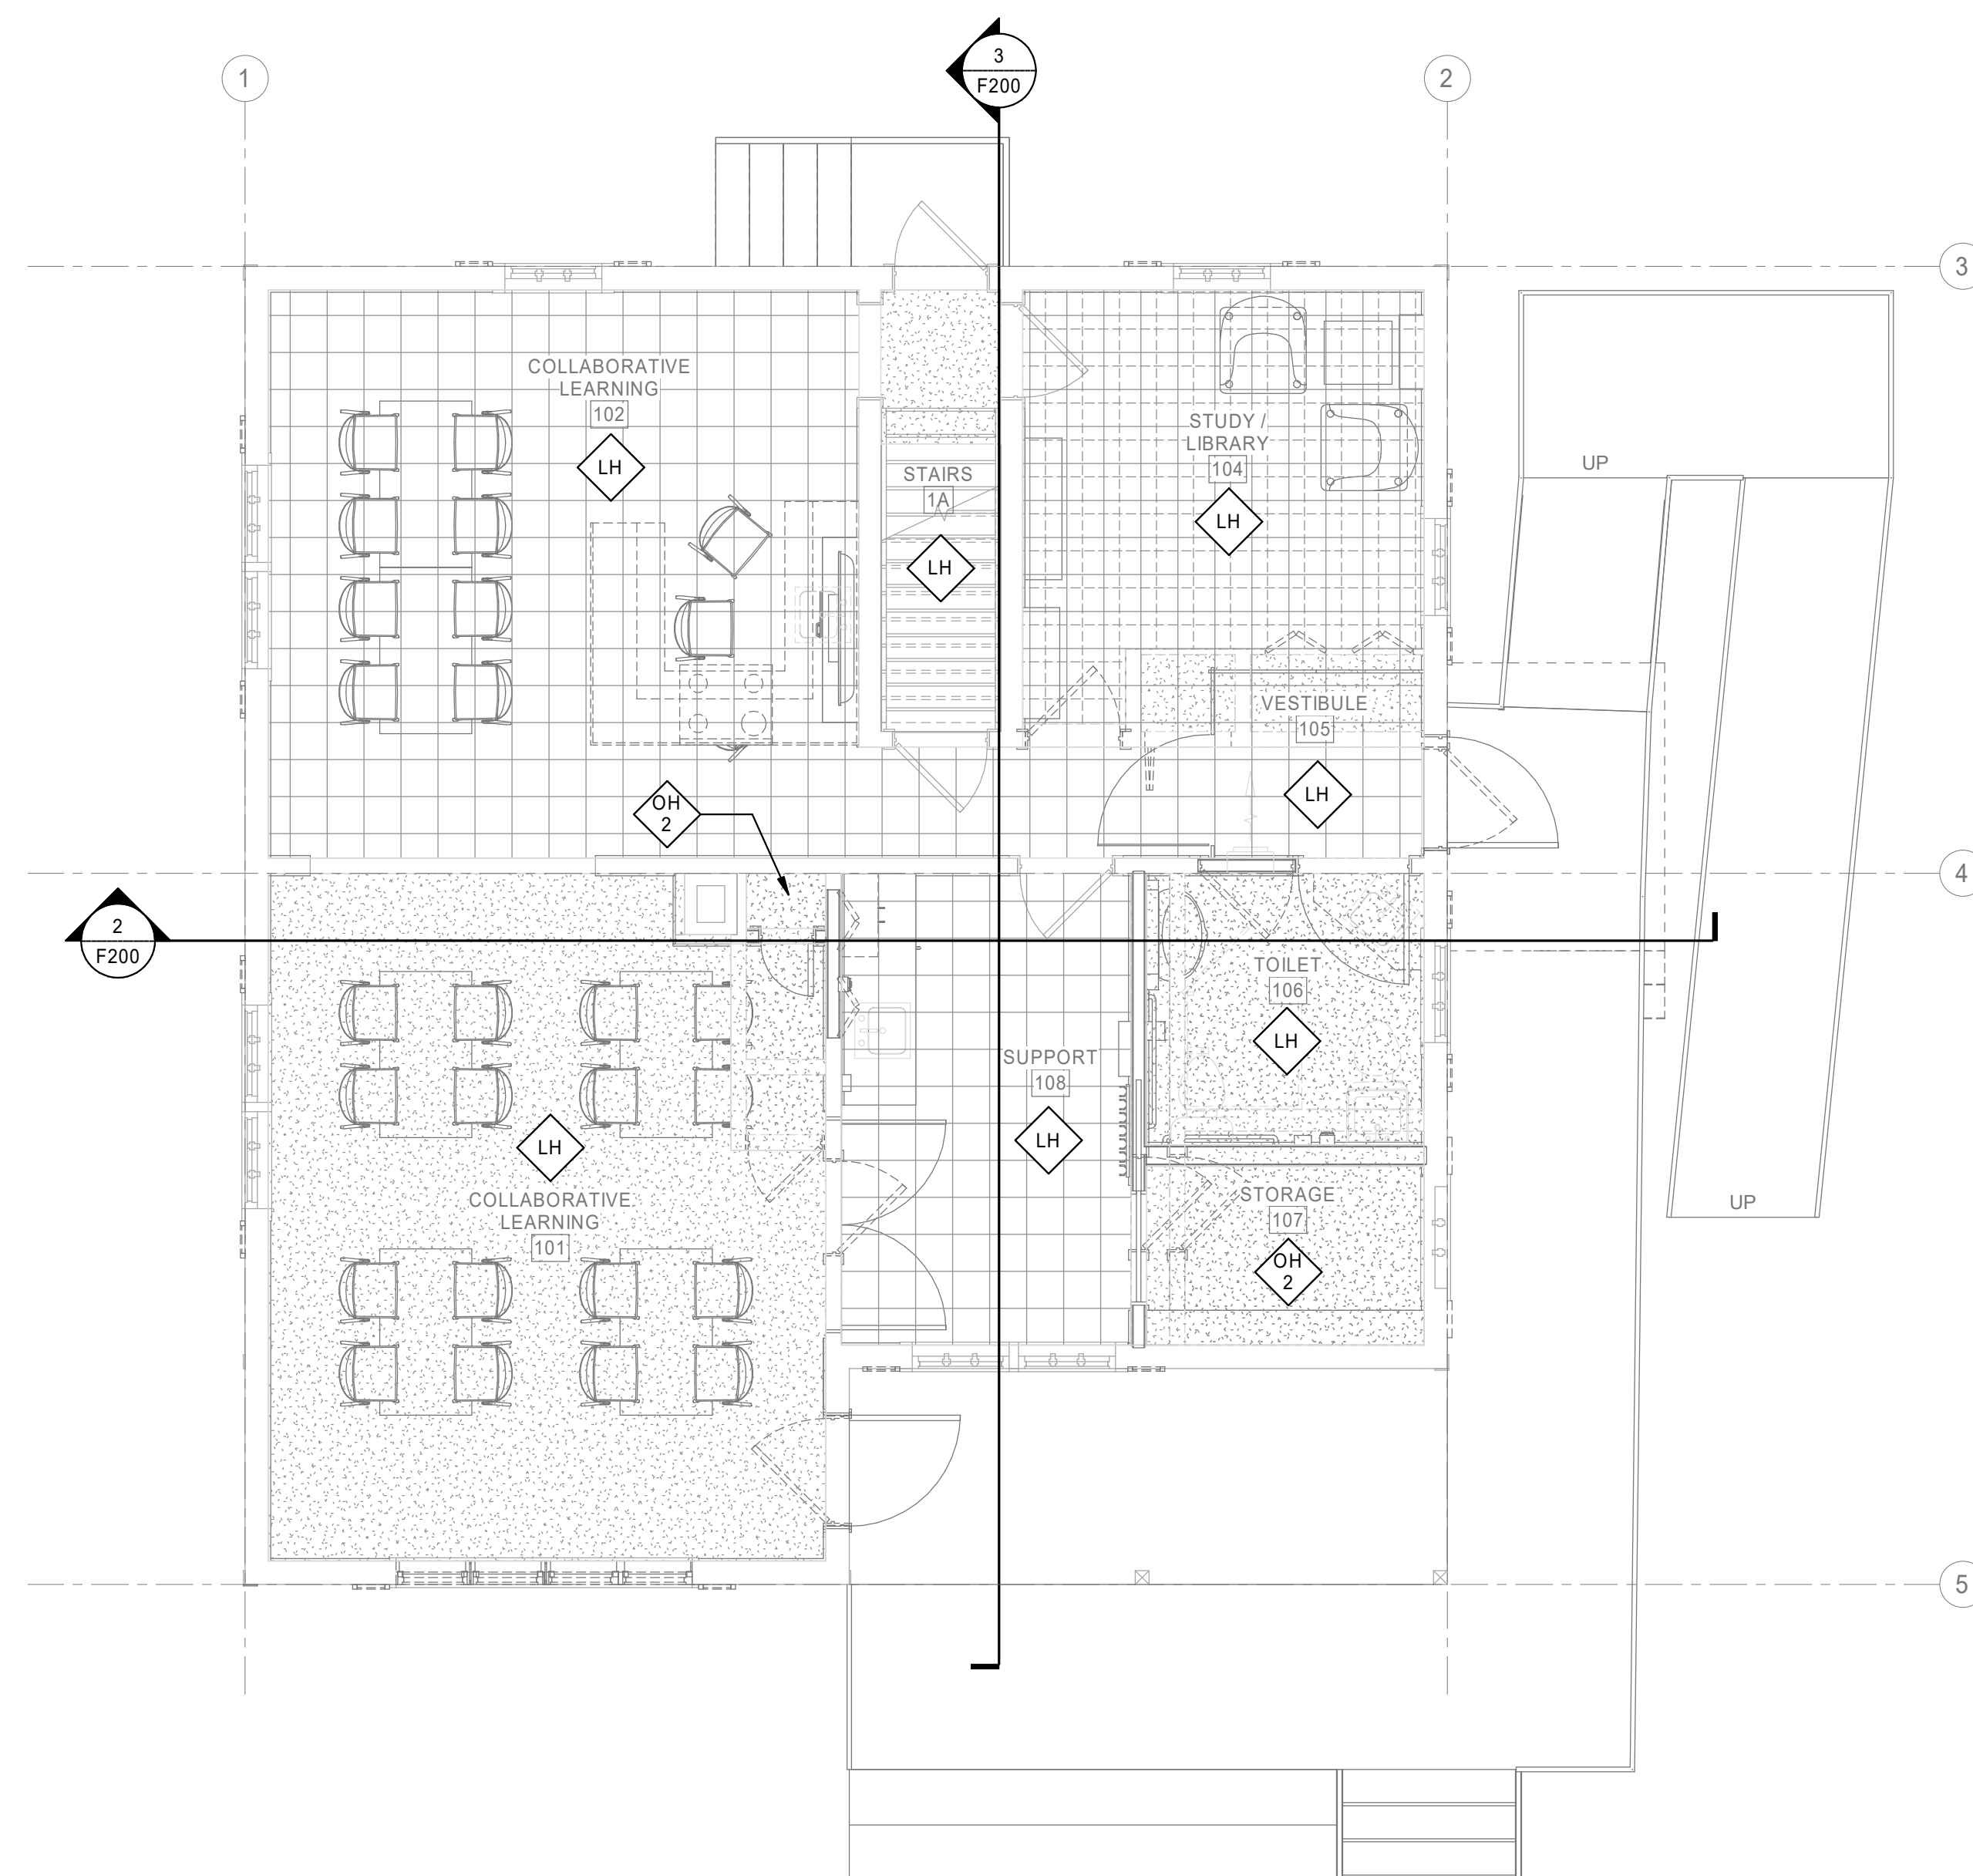 3
F200
1
2
3
COLLABORATIVE
LEARNING
102
LH
STUDY /
LIBRARY
104
LH
STAIRS
1A
LH
UP
VESTIBULE
105
LH
OH
2
4
2
F200
TOILET
106
LH
SUPPORT
108
LH
LH
COLLABORATIVE
LEARNING
101
STORAGE
107
OH
2
UP
5